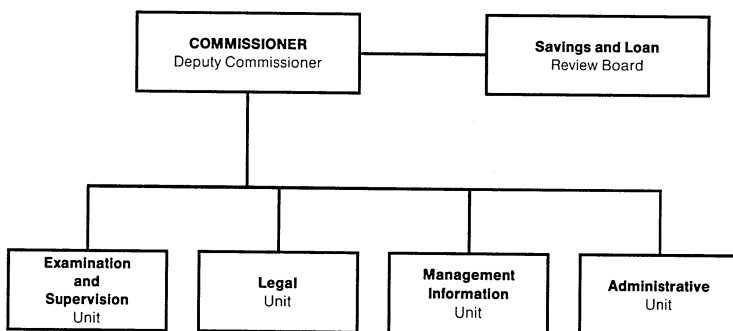 COMMISSIONER
Deputy Commissioner
Savings and Loan
Review Board
Examination
and
Supervision
Unit
Legal
Unit
Management
Information
Unit
Administrative
Unit